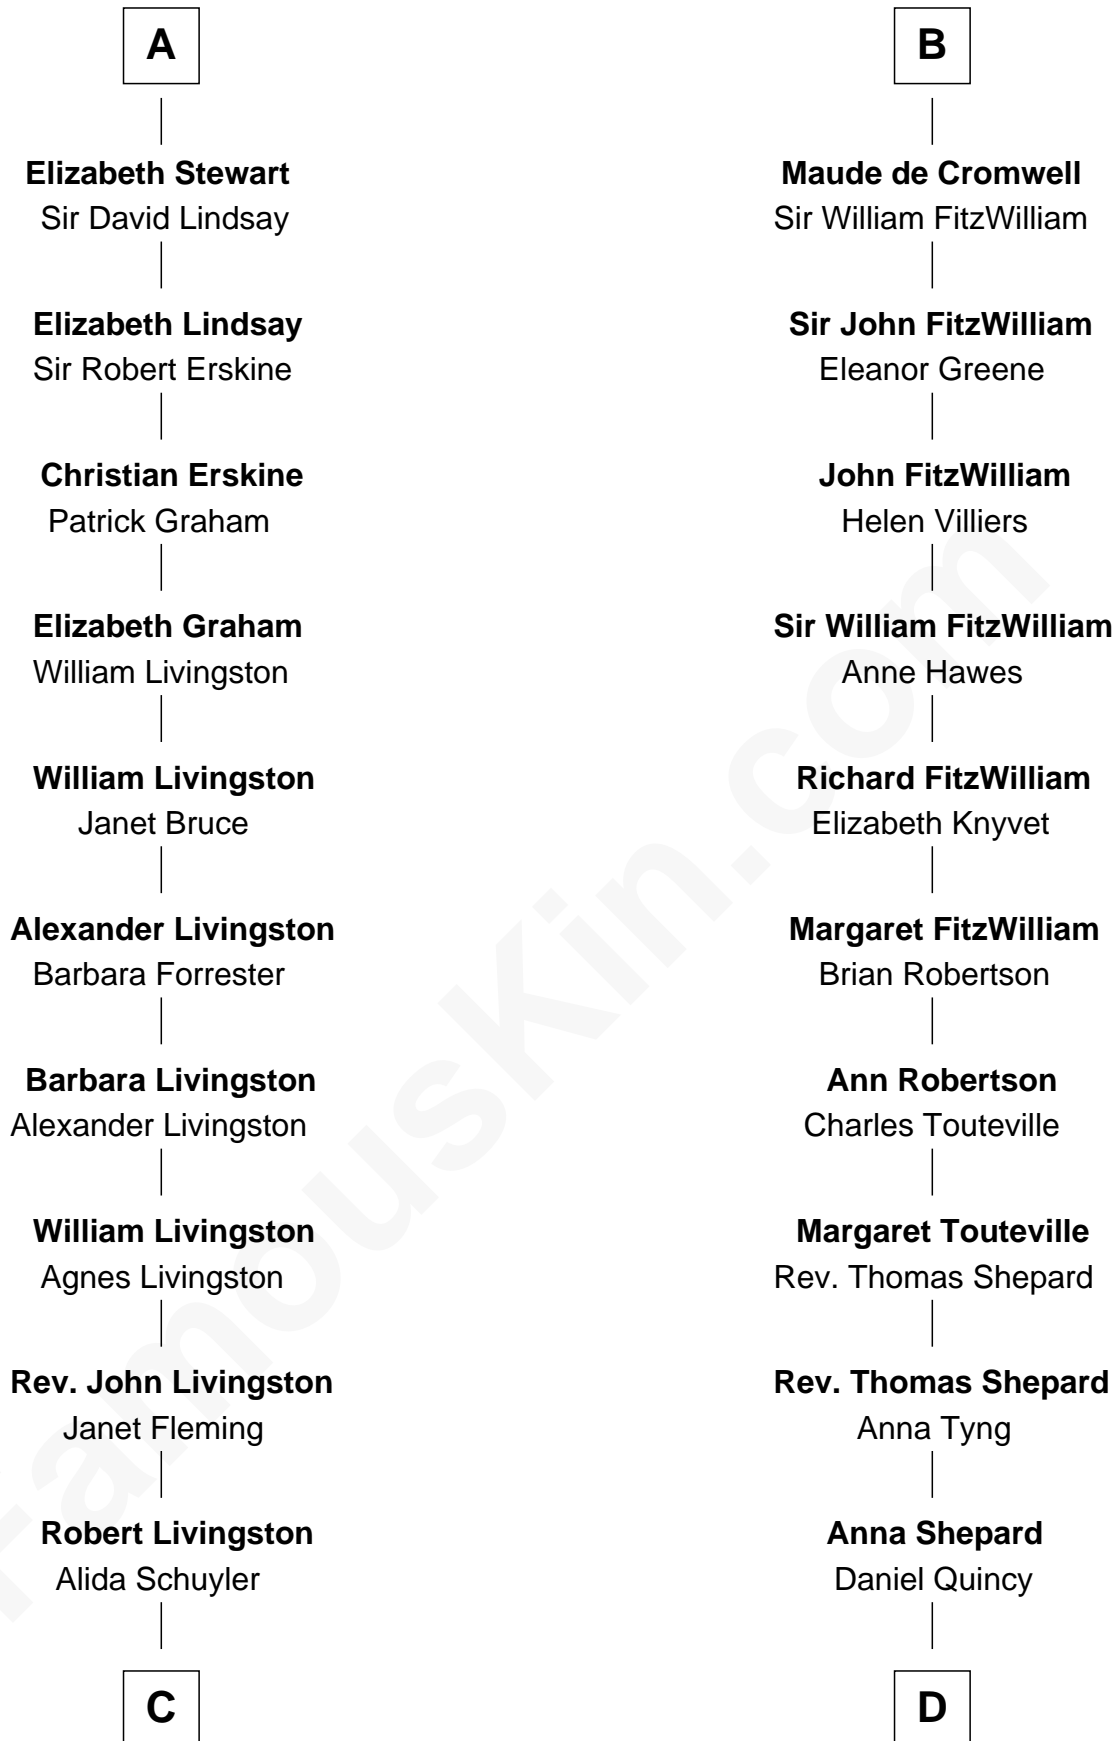 A
Elizabeth Stewart
Sir David Lindsay
Elizabeth Lindsay
Sir Robert Erskine
Christian Erskine
Patrick Graham
Elizabeth Graham
William Livingston
William Livingston
Janet Bruce
Alexander Livingston
Barbara Forrester
Barbara Livingston
Alexander Livingston
William Livingston
Agnes Livingston
Rev. John Livingston
Janet Fleming
Robert Livingston
Alida Schuyler
C
B
Maude de Cromwell
Sir William FitzWilliam
Sir John FitzWilliam
Eleanor Greene
John FitzWilliam
Helen Villiers
Sir William FitzWilliam
Anne Hawes
Richard FitzWilliam
Elizabeth Knyvet
Margaret FitzWilliam
Brian Robertson
Ann Robertson
Charles Touteville
Margaret Touteville
Rev. Thomas Shepard
Rev. Thomas Shepard
Anna Tyng
Anna Shepard
Daniel Quincy
D
FamousKin.com